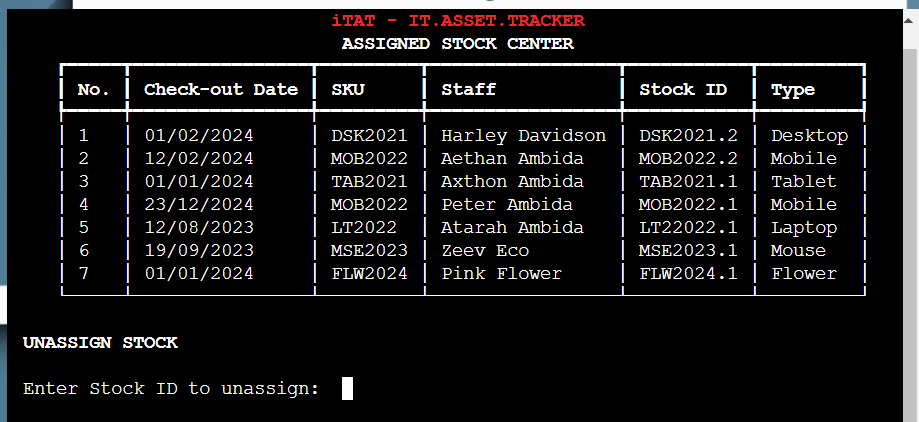 iTAT - IT.ASSET.TRACKER
ASSIGNED STOCK CENTER
No. Check-out Date SKU Staff Stock ID Type
1 01/02/2024 DSK2021 Harley Davidson DSK2021.2 Desktop
2 12/02/2024 MOB2022 Aethan Ambida MOB2022.2 Mobile
3 01/01/2024 TAB2021 Axthon Ambida TAB2021.1 Tablet
4 23/12/2024 MOB2022 Peter Ambida MOB2022.1 Mobile
5 12/08/2023 LT2022 Atarah Ambida LT22022.1 Laptop
6 19/09/2023 MSE2023 Zeev Eco MSE2023.1 Mouse
7 01/01/2024 FLW2024 Pink Flower FLW2024.1 Flower
UNASSIGN STOCK
Enter Stock ID to unassign: